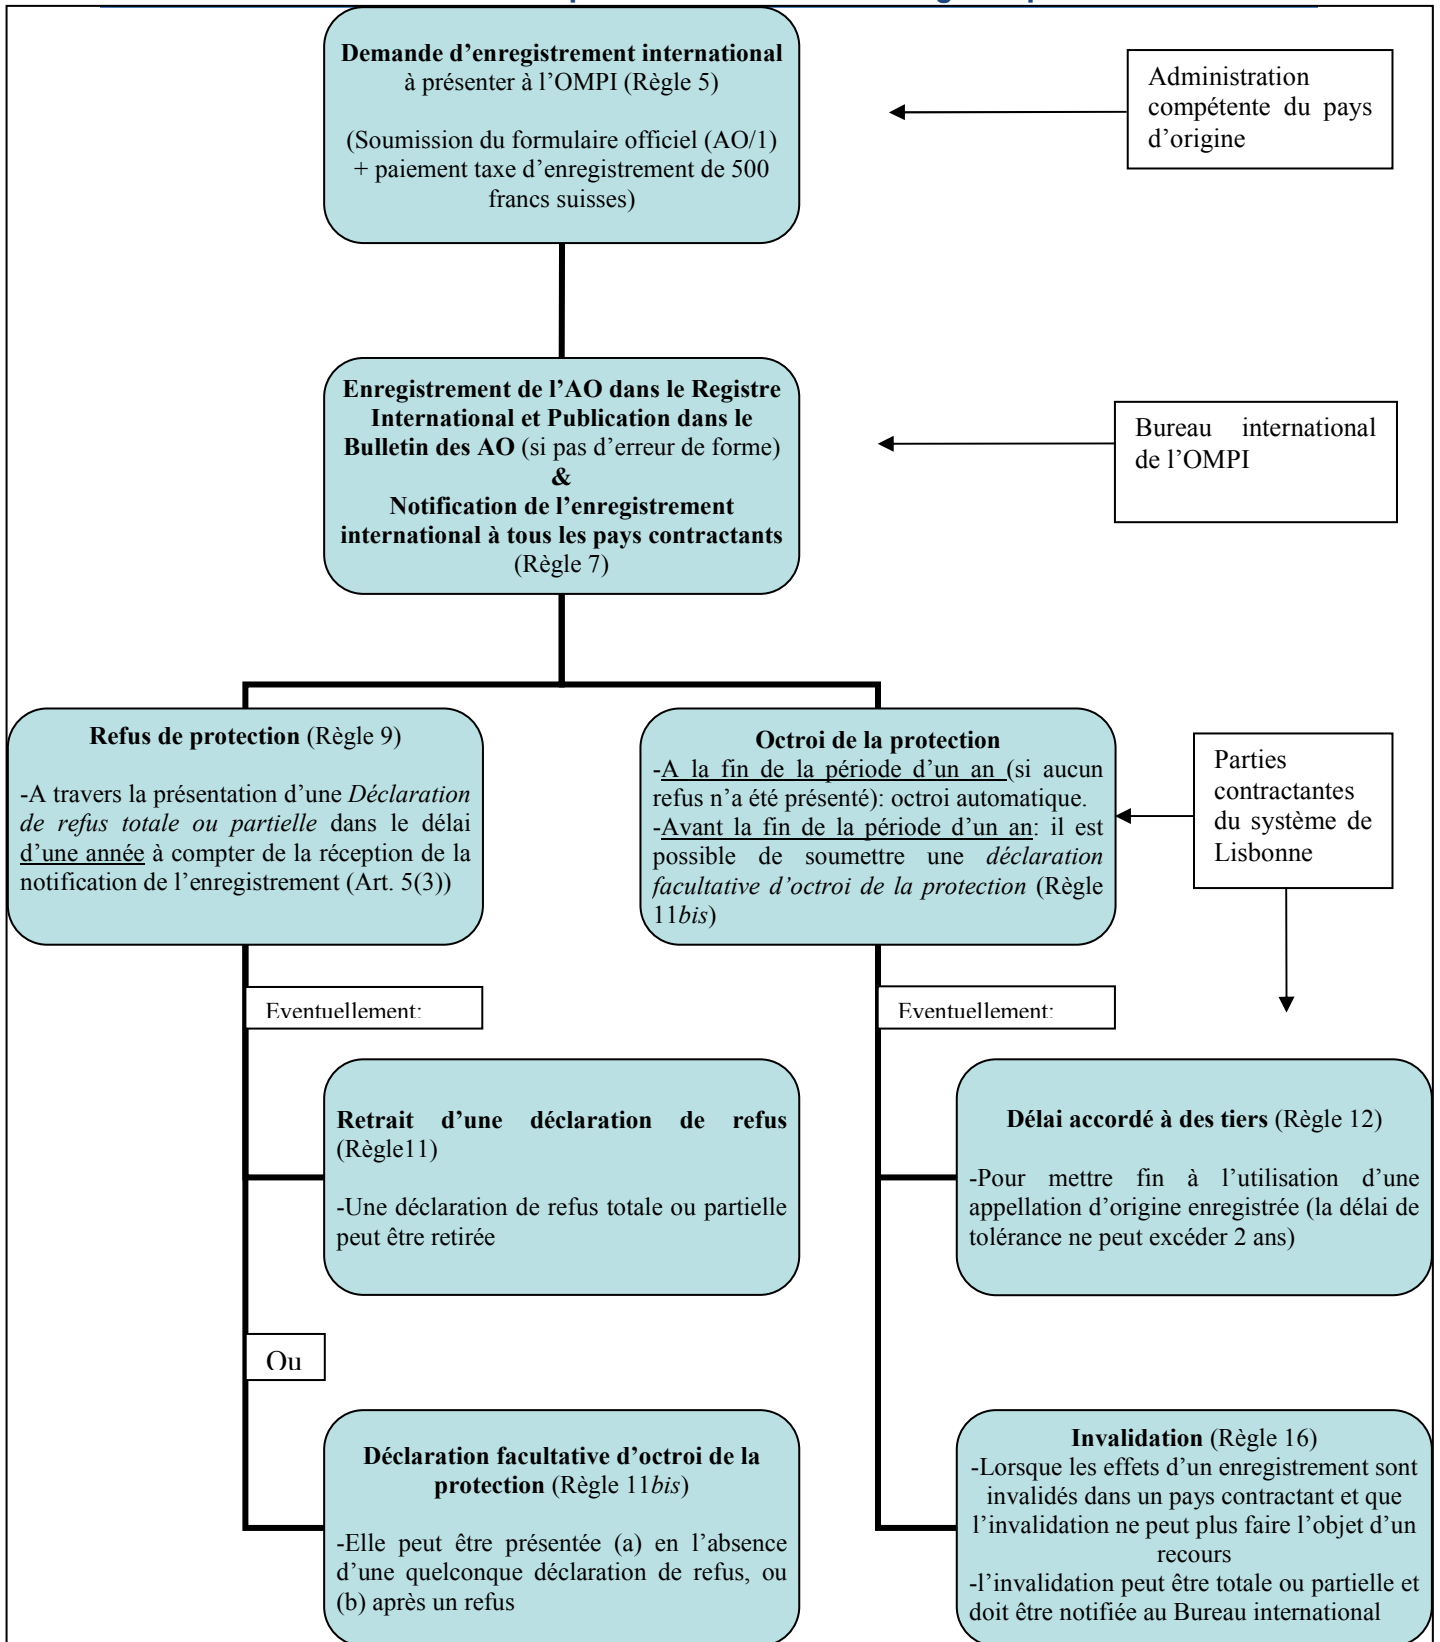 Demande d’enregistrement international
à présenter à l’OMPI (Règle 5)
(Soumission du formulaire officiel (AO/1)
+ paiement taxe d’enregistrement de 500
francs suisses)
Administration
compétente du pays
d’origine
Enregistrement de l’AO dans le Registre
International et Publication dans le
Bulletin des AO (si pas d’erreur de forme)
&
Notification de l’enregistrement
international à tous les pays contractants
(Règle 7)
Bureau international
de l’OMPI
Refus de protection (Règle 9)
-A travers la présentation d’une Déclaration
de refus totale ou partielle dans le délai
d’une année à compter de la réception de la
notification de l’enregistrement (Art. 5(3))
Octroi de la protection
-A la fin de la période d’un an (si aucun
refus n’a été présenté): octroi automatique.
-Avant la fin de la période d’un an: il est
possible de soumettre une déclaration
facultative d’octroi de la protection (Règle
11bis)
Parties
contractantes
du système de
Lisbonne
Eventuellement:
Eventuellement:
Retrait d’une déclaration de refus
(Règle11)
-Une déclaration de refus totale ou partielle
peut être retirée
Délai accordé à des tiers (Règle 12)
-Pour mettre fin à l’utilisation d’une
appellation d’origine enregistrée (la délai de
tolérance ne peut excéder 2 ans)
Ou
Déclaration facultative d’octroi de la
protection (Règle 11bis)
-Elle peut être présentée (a) en l’absence
d’une quelconque déclaration de refus, ou
(b) après un refus
Invalidation (Règle 16)
-Lorsque les effets d’un enregistrement sont
invalidés dans un pays contractant et que
l’invalidation ne peut plus faire l’objet d’un
recours
-l’invalidation peut être totale ou partielle et
doit être notifiée au Bureau international